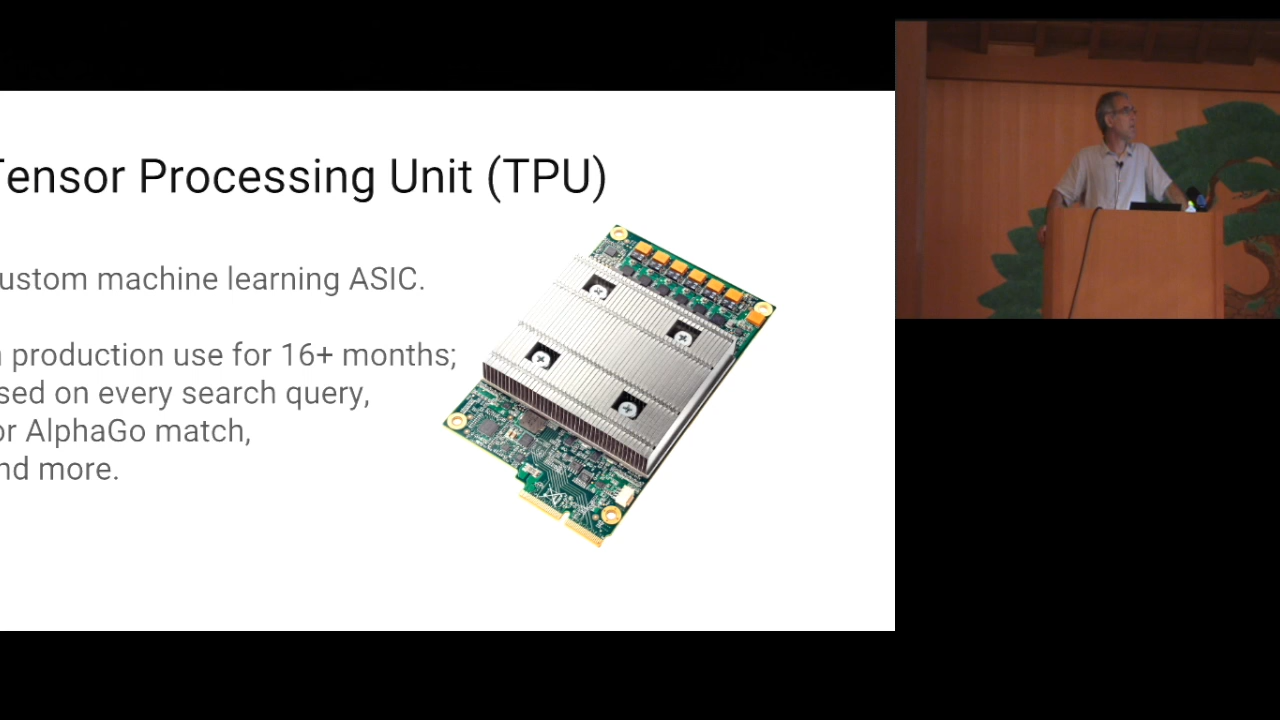 Tensor Processing Unit (TPU)
ustom machine learning ASIC.
n production use for 16+ months;
sed on every search query,
or AlphaGo match,
nd more.